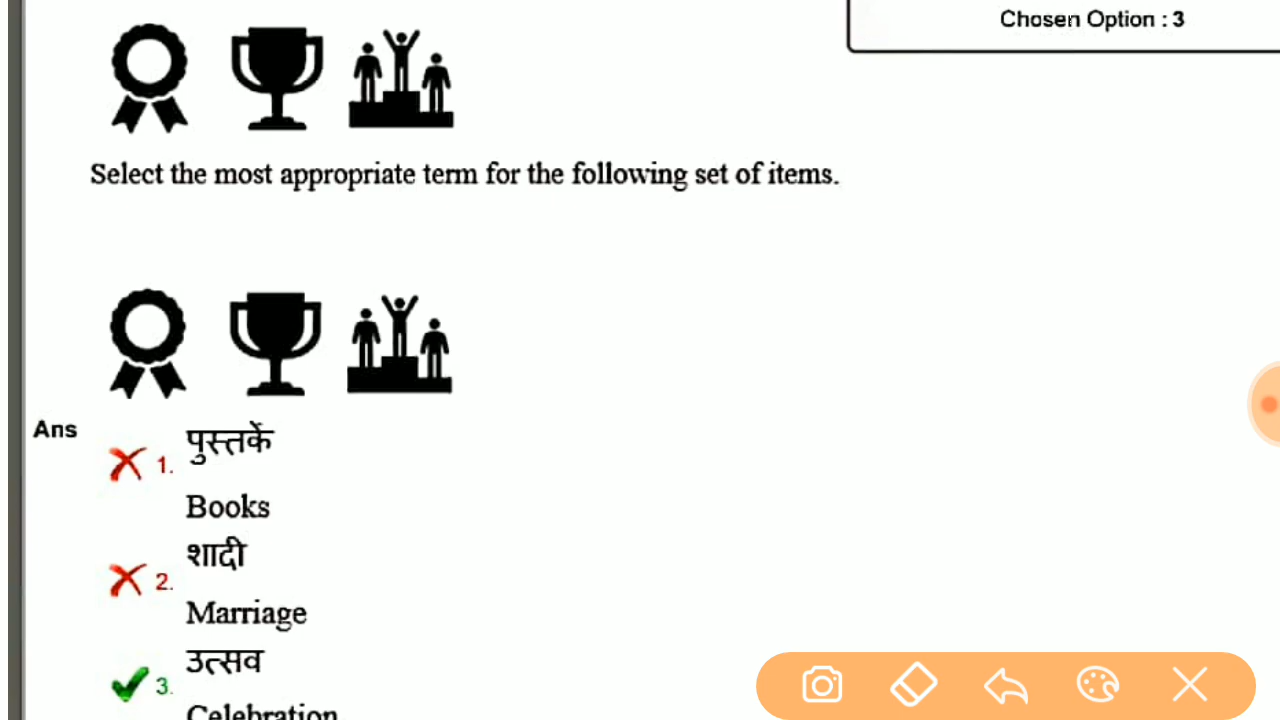 Chosen Option : 3
Select the most appropriate term for the following set of items.
Ans
1. पुस्तकें
Books
2. शादी
Marriage
3. उत्सव
Celebration